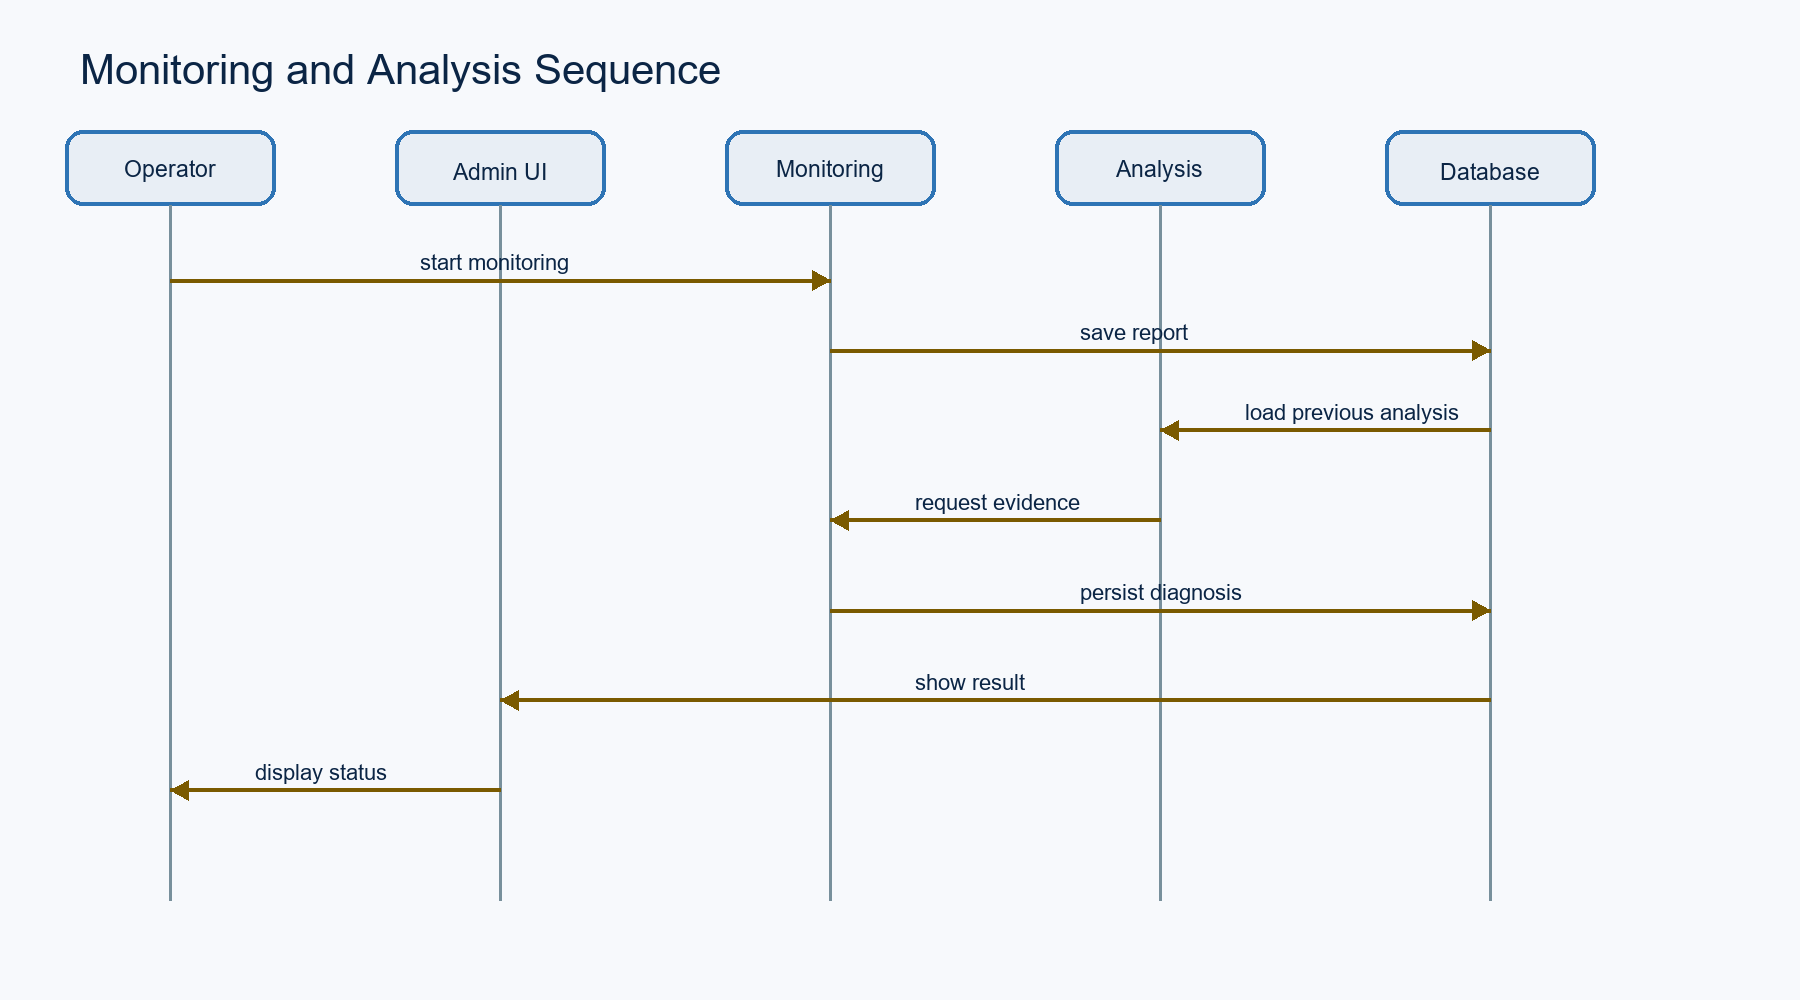 Monitoring and Analysis Sequence
Operator
Admin UI
Monitoring
Analysis
Database
start monitoring
save report
load previous analysis
request evidence
persist diagnosis
show result
display status